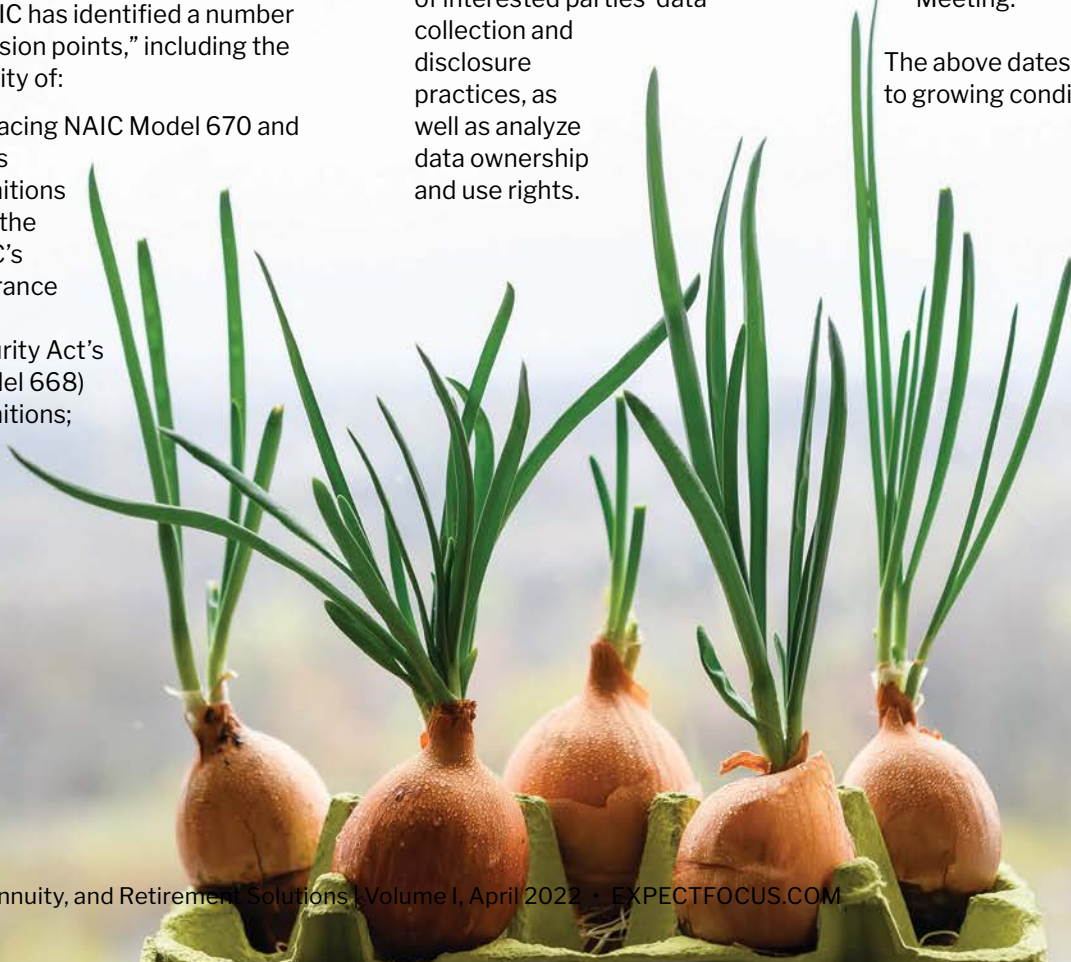 IC has identified a number
sion points,” including the
ity of:
acing NAIC Model 670 and
s
nitions
the
C’s
rance
urity Act’s
del 668)
nitions;
of interested parties’ data
collection and
disclosure
practices, as
well as analyze
data ownership
and use rights.
Meeting.
The above dates
to growing condi
nnuity, and Retirement Solutions | Volume I, April 2022 • EXPECTFOCUS.COM